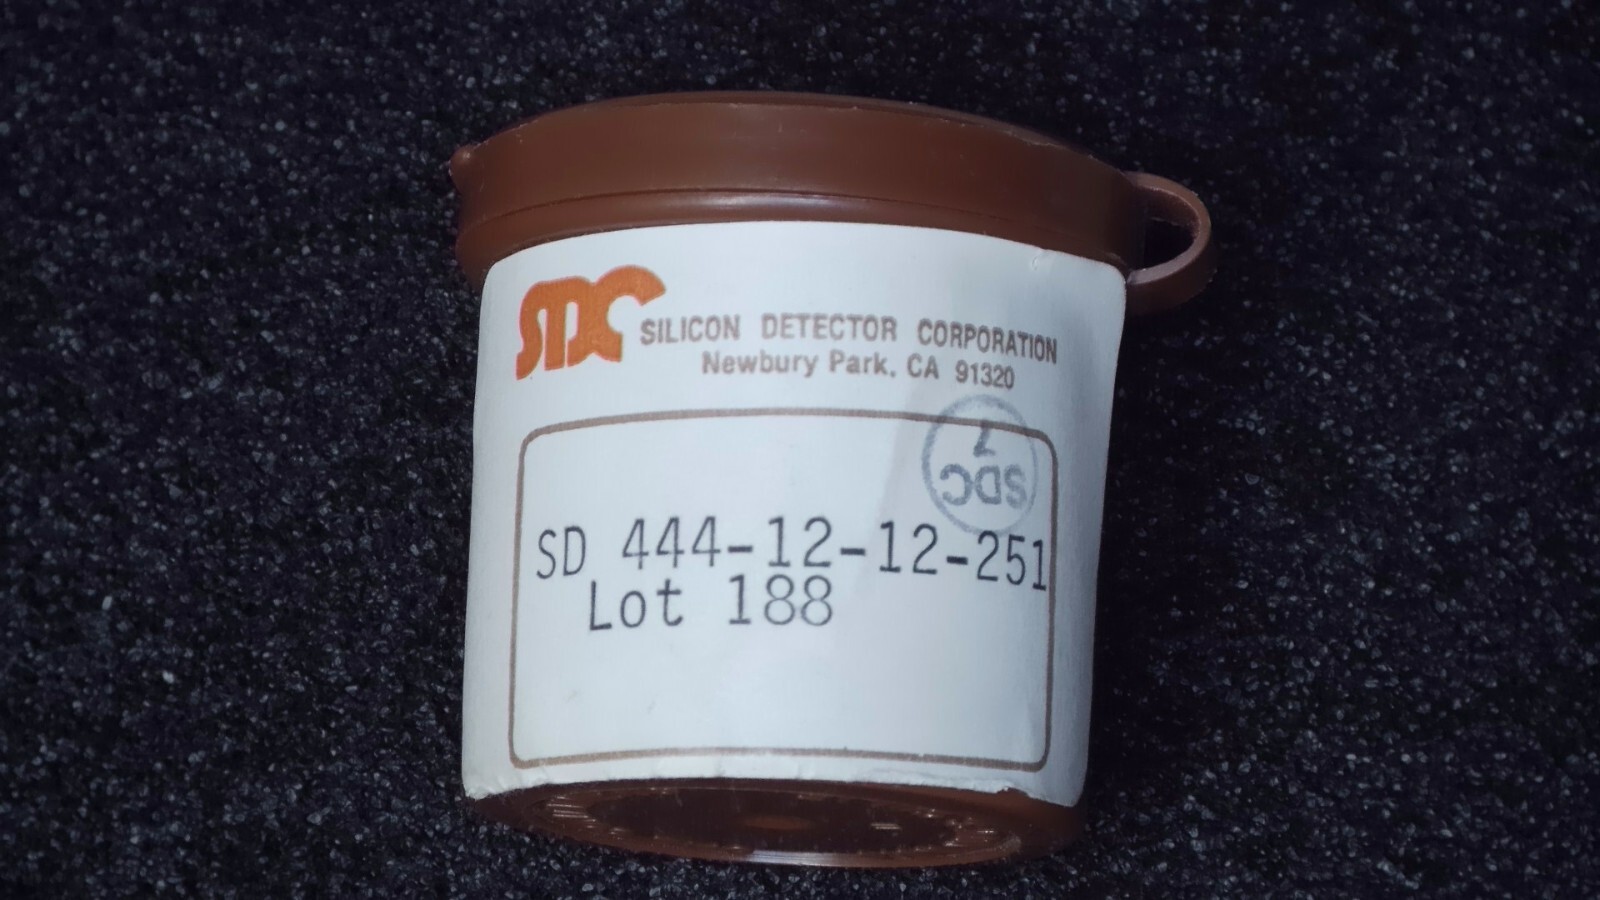 SDC SILICON DETECTOR CORPORATION
Newbury Park, CA 91320
SDC
7
SD 444-12-12-251
Lot 188